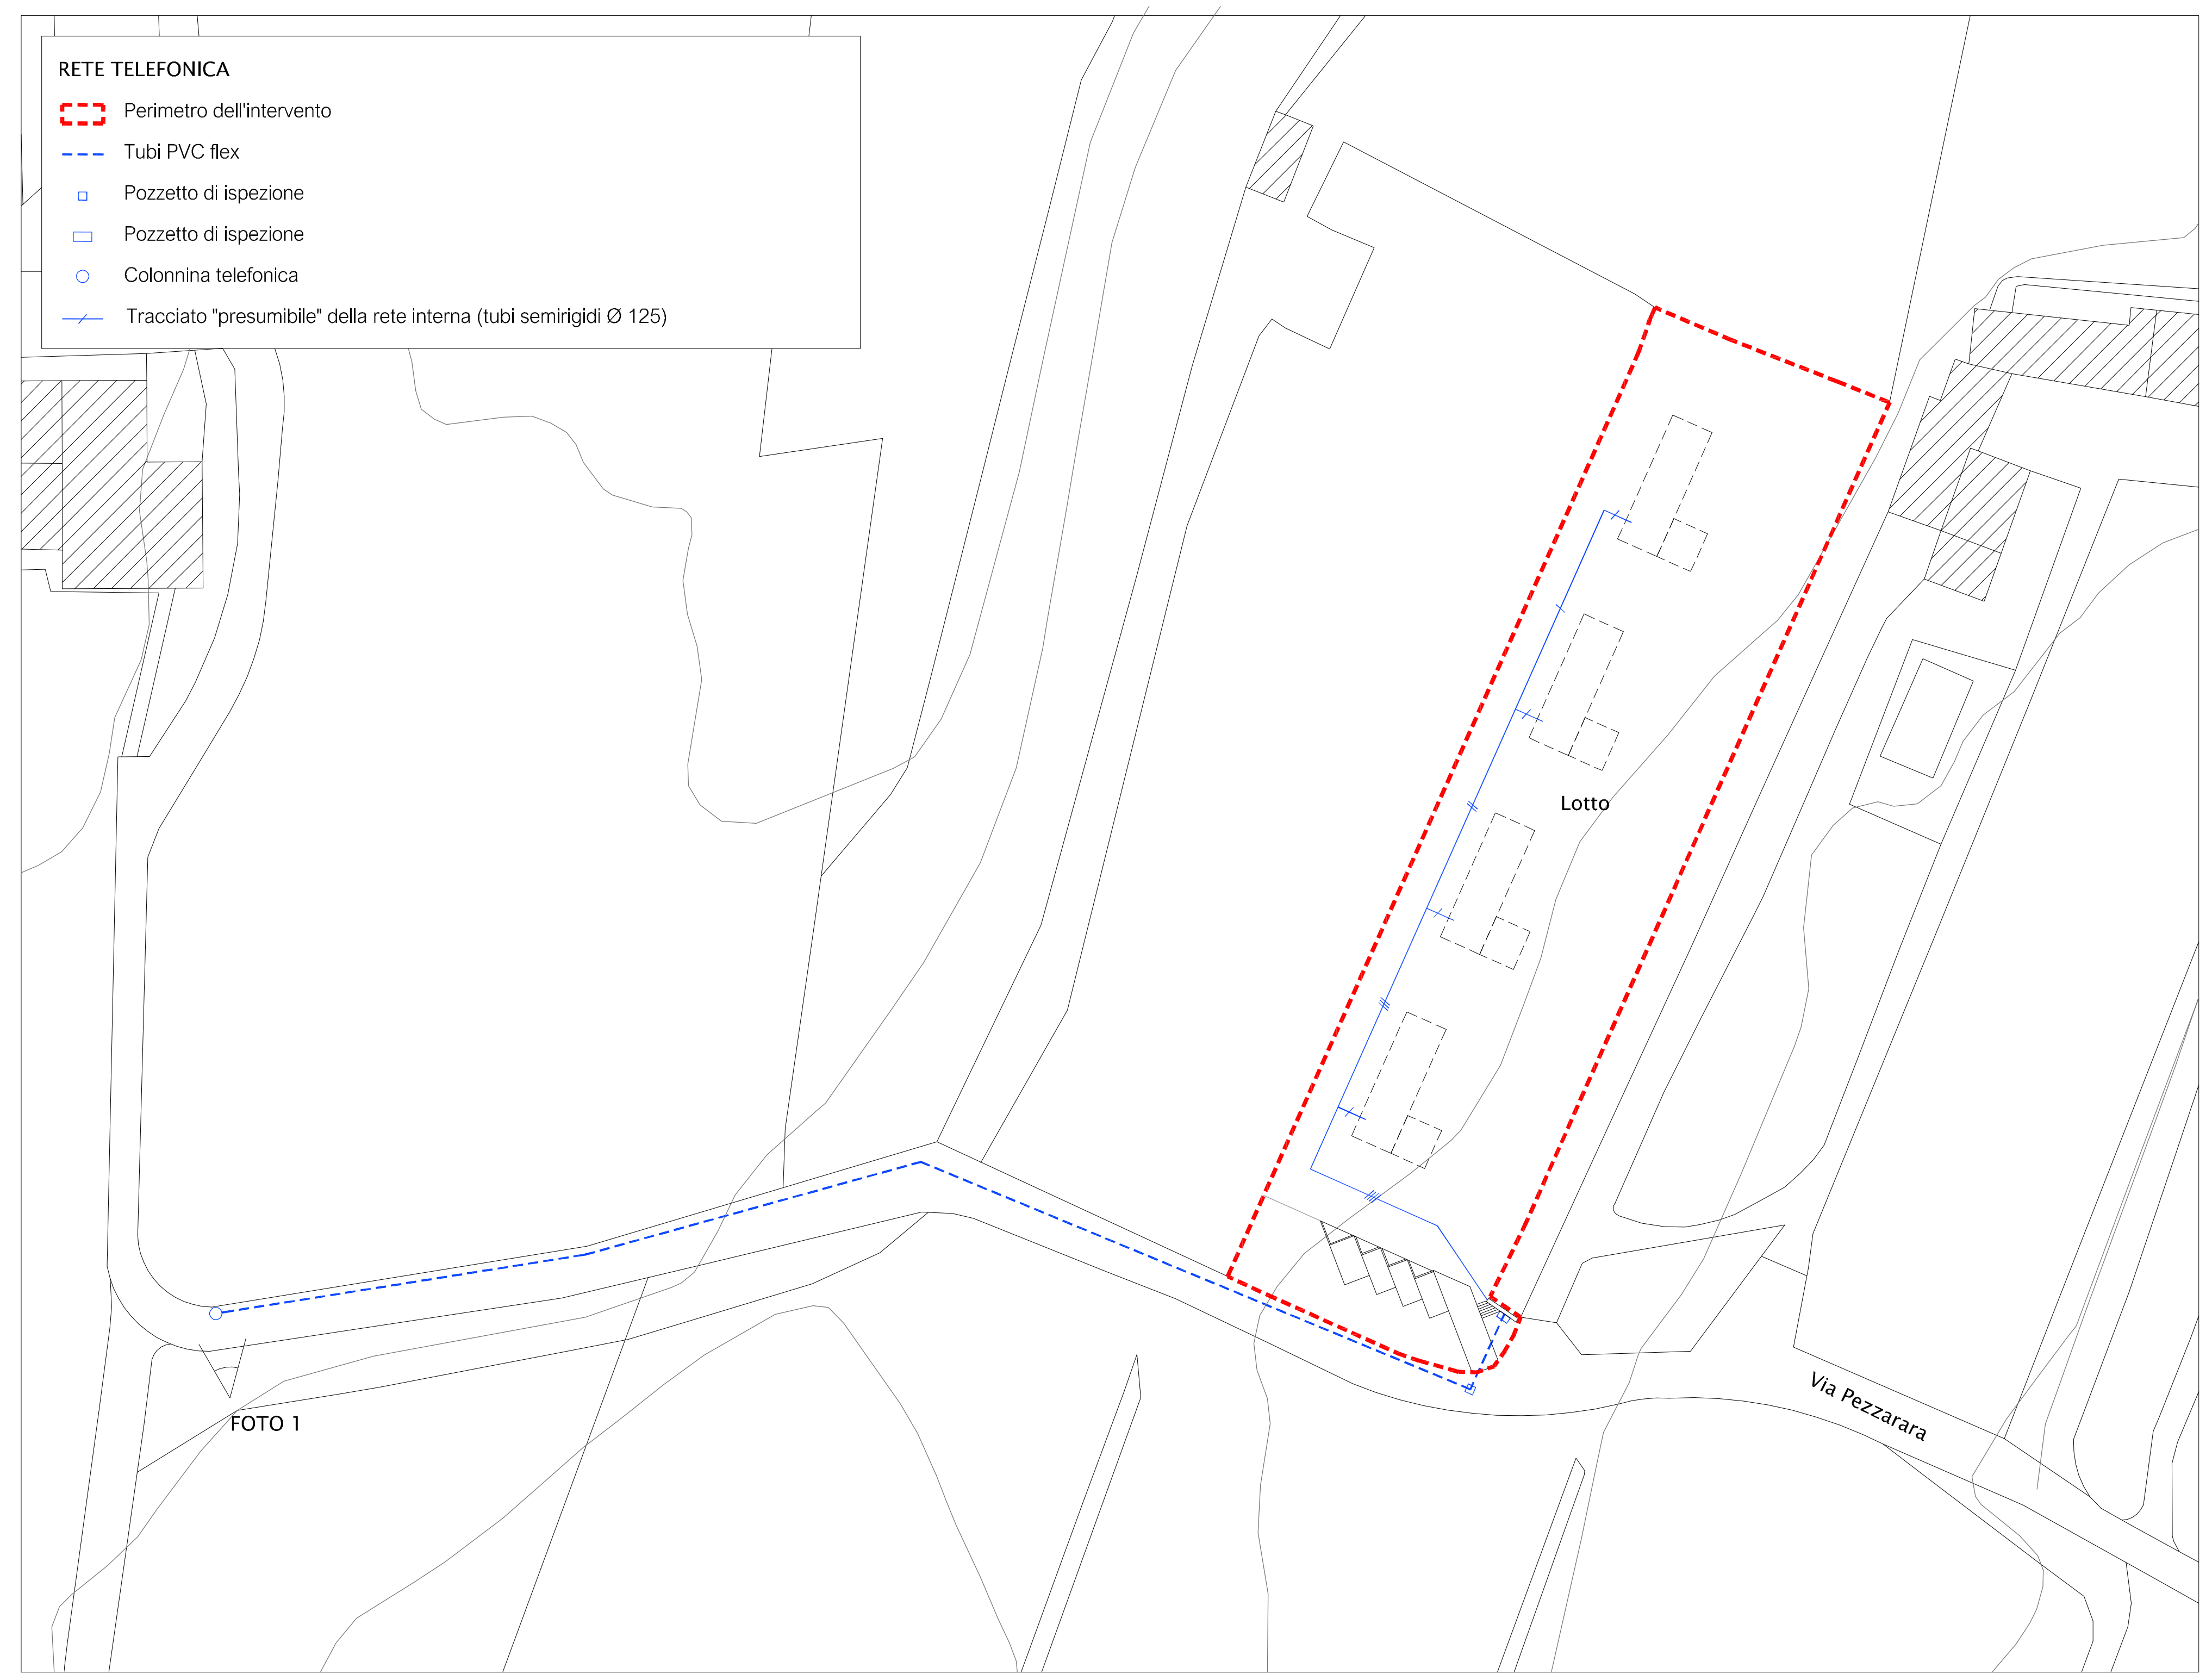 RETE TELEFONICA
Perimetro dell'intervento
Tubi PVC flex
Pozzetto di ispezione
Pozzetto di ispezione
Colonnina telefonica
Tracciato "presumibile" della rete interna (tubi semirigidi Ø 125)
Lotto
Via Pezzarara
FOTO 1